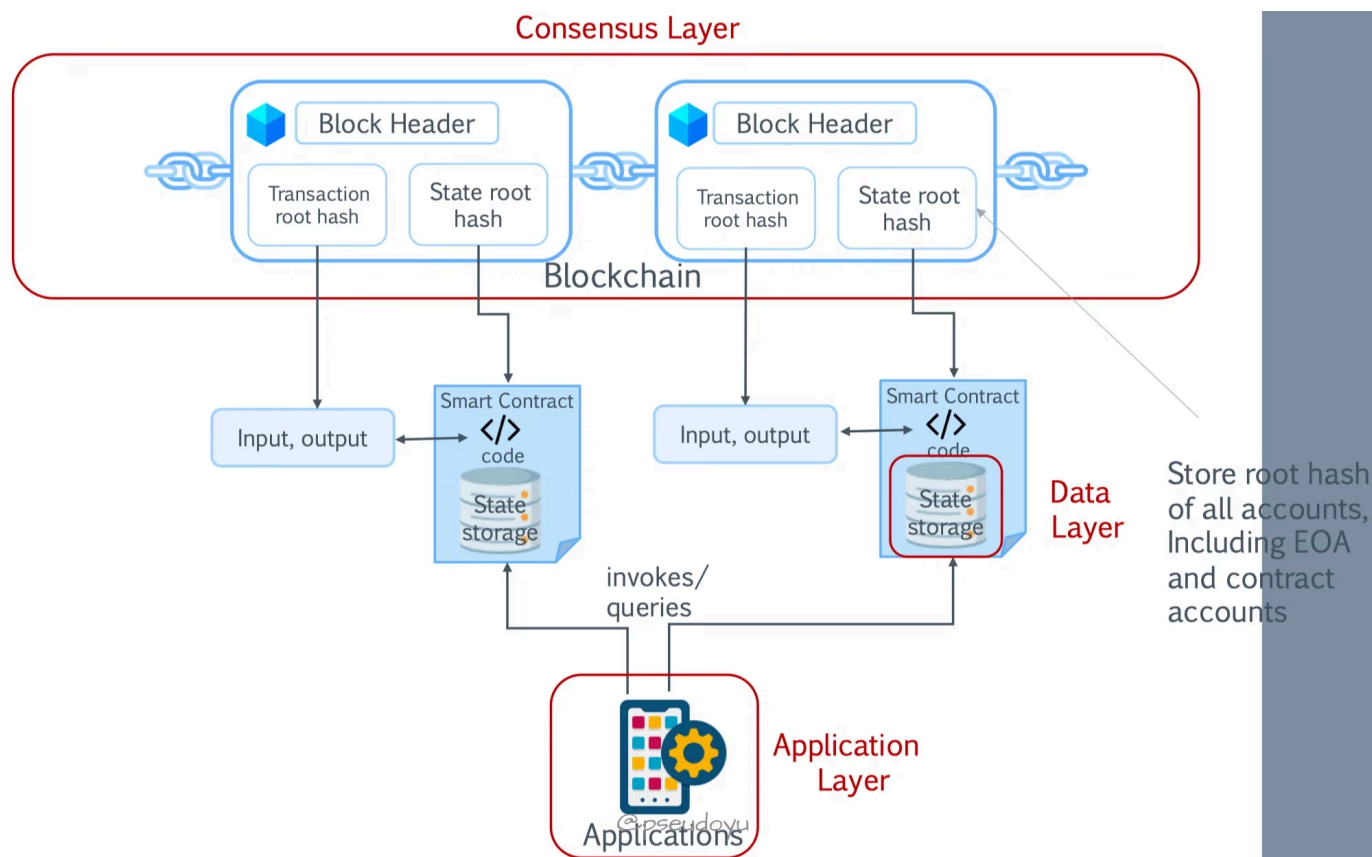 Consensus Layer
Block Header
Transaction
root hash
State root
hash
Block Header
Transaction
root hash
State root
hash
Blockchain
Input, output
Smart Contract
</>
code
State
storage
Input, output
Smart Contract
</>
code
State
storage
Data
Layer
Store root hash
of all accounts,
Including EOA
and contract
accounts
invokes/
queries
Application
Layer
@pseudoyu
Applications